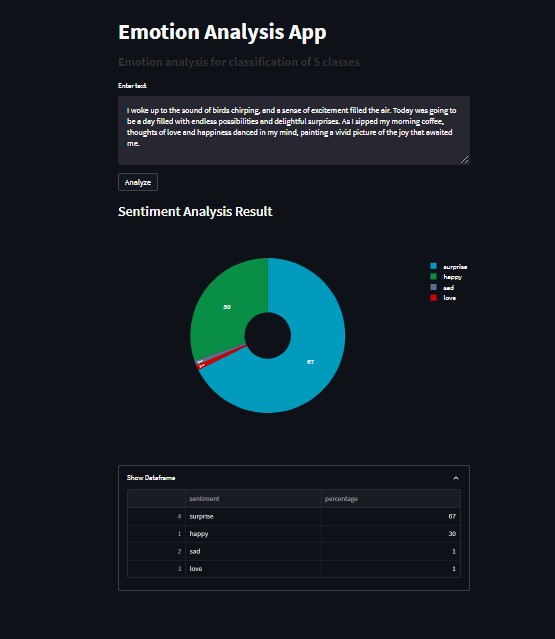 Emotion Analysis App
Emotion analysis for classification of 5 classes
Enter text
I woke up to the sound of birds chirping, and a sense of excitement filled the air. Today was going to
be a day filled with endless possibilities and delightful surprises. As I sipped my morning coffee,
thoughts of love and happiness danced in my mind, painting a vivid picture of the joy that awaited
me.
Analyze
Sentiment Analysis Result
surprise
happy
sad
love
30
67
Show Dataframe
sentiment percentage
4 surprise 67
1 happy 30
2 sad 1
3 love 1